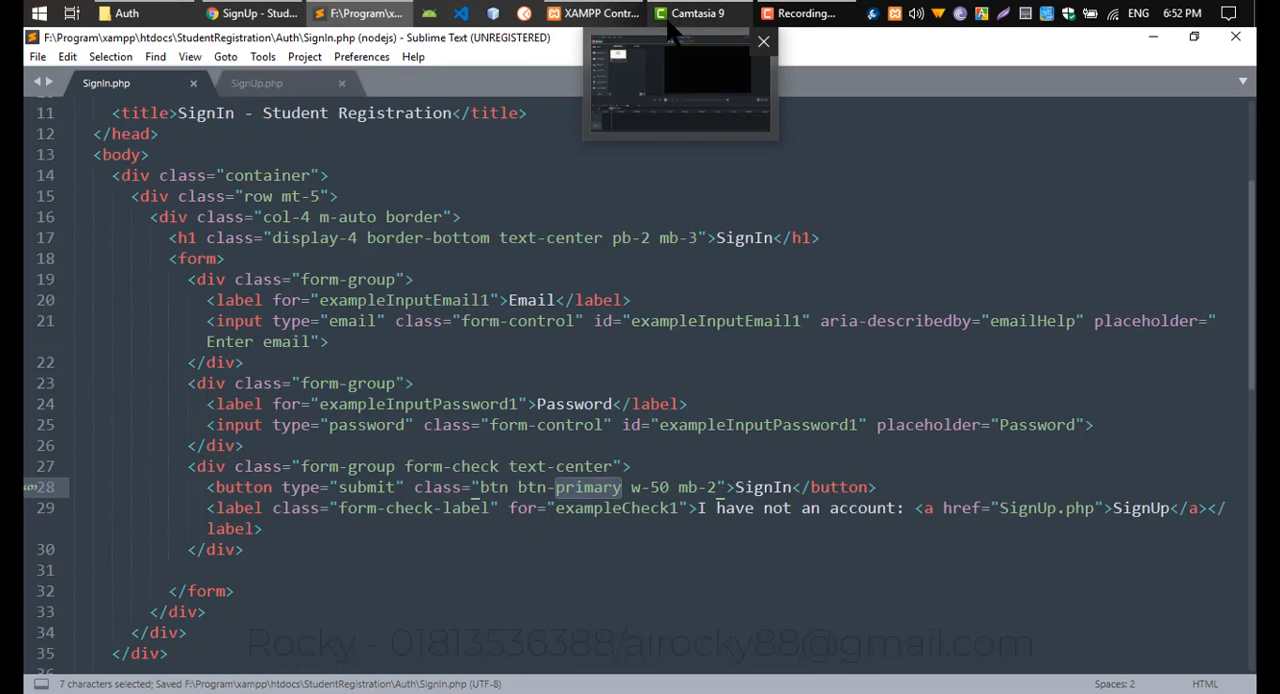 Auth
SignUp - Stud...
F:\Program\x...
XAMPP Contr...
Camtasia 9
Recording...
ENG
6:52 PM
F:\Program\xampp\htdocs\StudentRegistration\Auth\SignIn.php (nodejs) - Sublime Text (UNREGISTERED)
File Edit Selection Find View Goto Tools Project Preferences Help
SignIn.php
SignUp.php
11 <title>SignIn - Student Registration</title>
12 </head>
13 <body>
14 <div class="container">
15 <div class="row mt-5">
16 <div class="col-4 m-auto border">
17 <h1 class="display-4 border-bottom text-center pb-2 mb-3">SignIn</h1>
18 <form>
19 <div class="form-group">
20 <label for="exampleInputEmail1">Email</label>
21 <input type="email" class="form-control" id="exampleInputEmail1" aria-describedby="emailHelp" placeholder="
Enter email">
22 </div>
23 <div class="form-group">
24 <label for="exampleInputPassword1">Password</label>
25 <input type="password" class="form-control" id="exampleInputPassword1" placeholder="Password">
26 </div>
27 <div class="form-group form-check text-center">
28 <button type="submit" class="btn btn-primary w-50 mb-2">SignIn</button>
29 <label class="form-check-label" for="exampleCheck1">I have not an account: <a href="SignUp.php">SignUp</a></
label>
30 </div>
31
32 </form>
33 </div>
34 </div>
35 </div>
Rocky - 01813536388/airocky88@gmail.com
7 characters selected; Saved F:\Program\xampp\htdocs\StudentRegistration\Auth\SignIn.php (UTF-8)
Spaces: 2
HTML